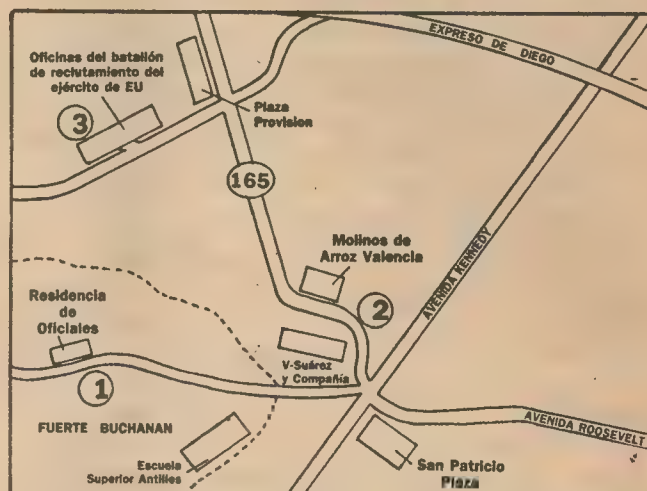 EXPRESO DE DIEGO
Oficinas del batallón
de reclutamiento del
ejército de EU
3
Plaza
Provision
165
AVENIDA KENNEDY
Molinos de
Arroz Valencia
2
Residencia
de
Oficiales
1
V-Suárez
y Compañía
FUERTE BUCHANAN
Escuela
Superior Antilles
AVENIDA ROOSEVELT
San Patricio
Plaza